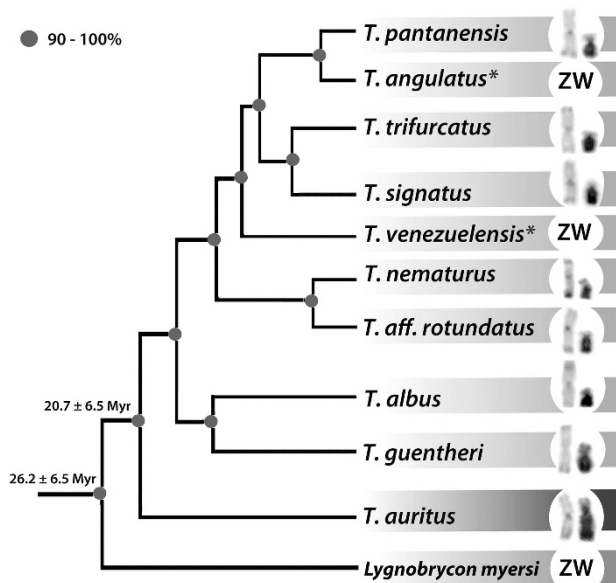 90 - 100%
T. pantanensis
T. angulatus* ZW
T. trifurcatus
T. signatus
T. venezuelensis* ZW
T. nematurus
T. aff. rotundatus
T. albus
20.7 ± 6.5 Myr
T. guentheri
26.2 ± 6.5 Myr
T. auritus
Lygnobrycon myersi ZW